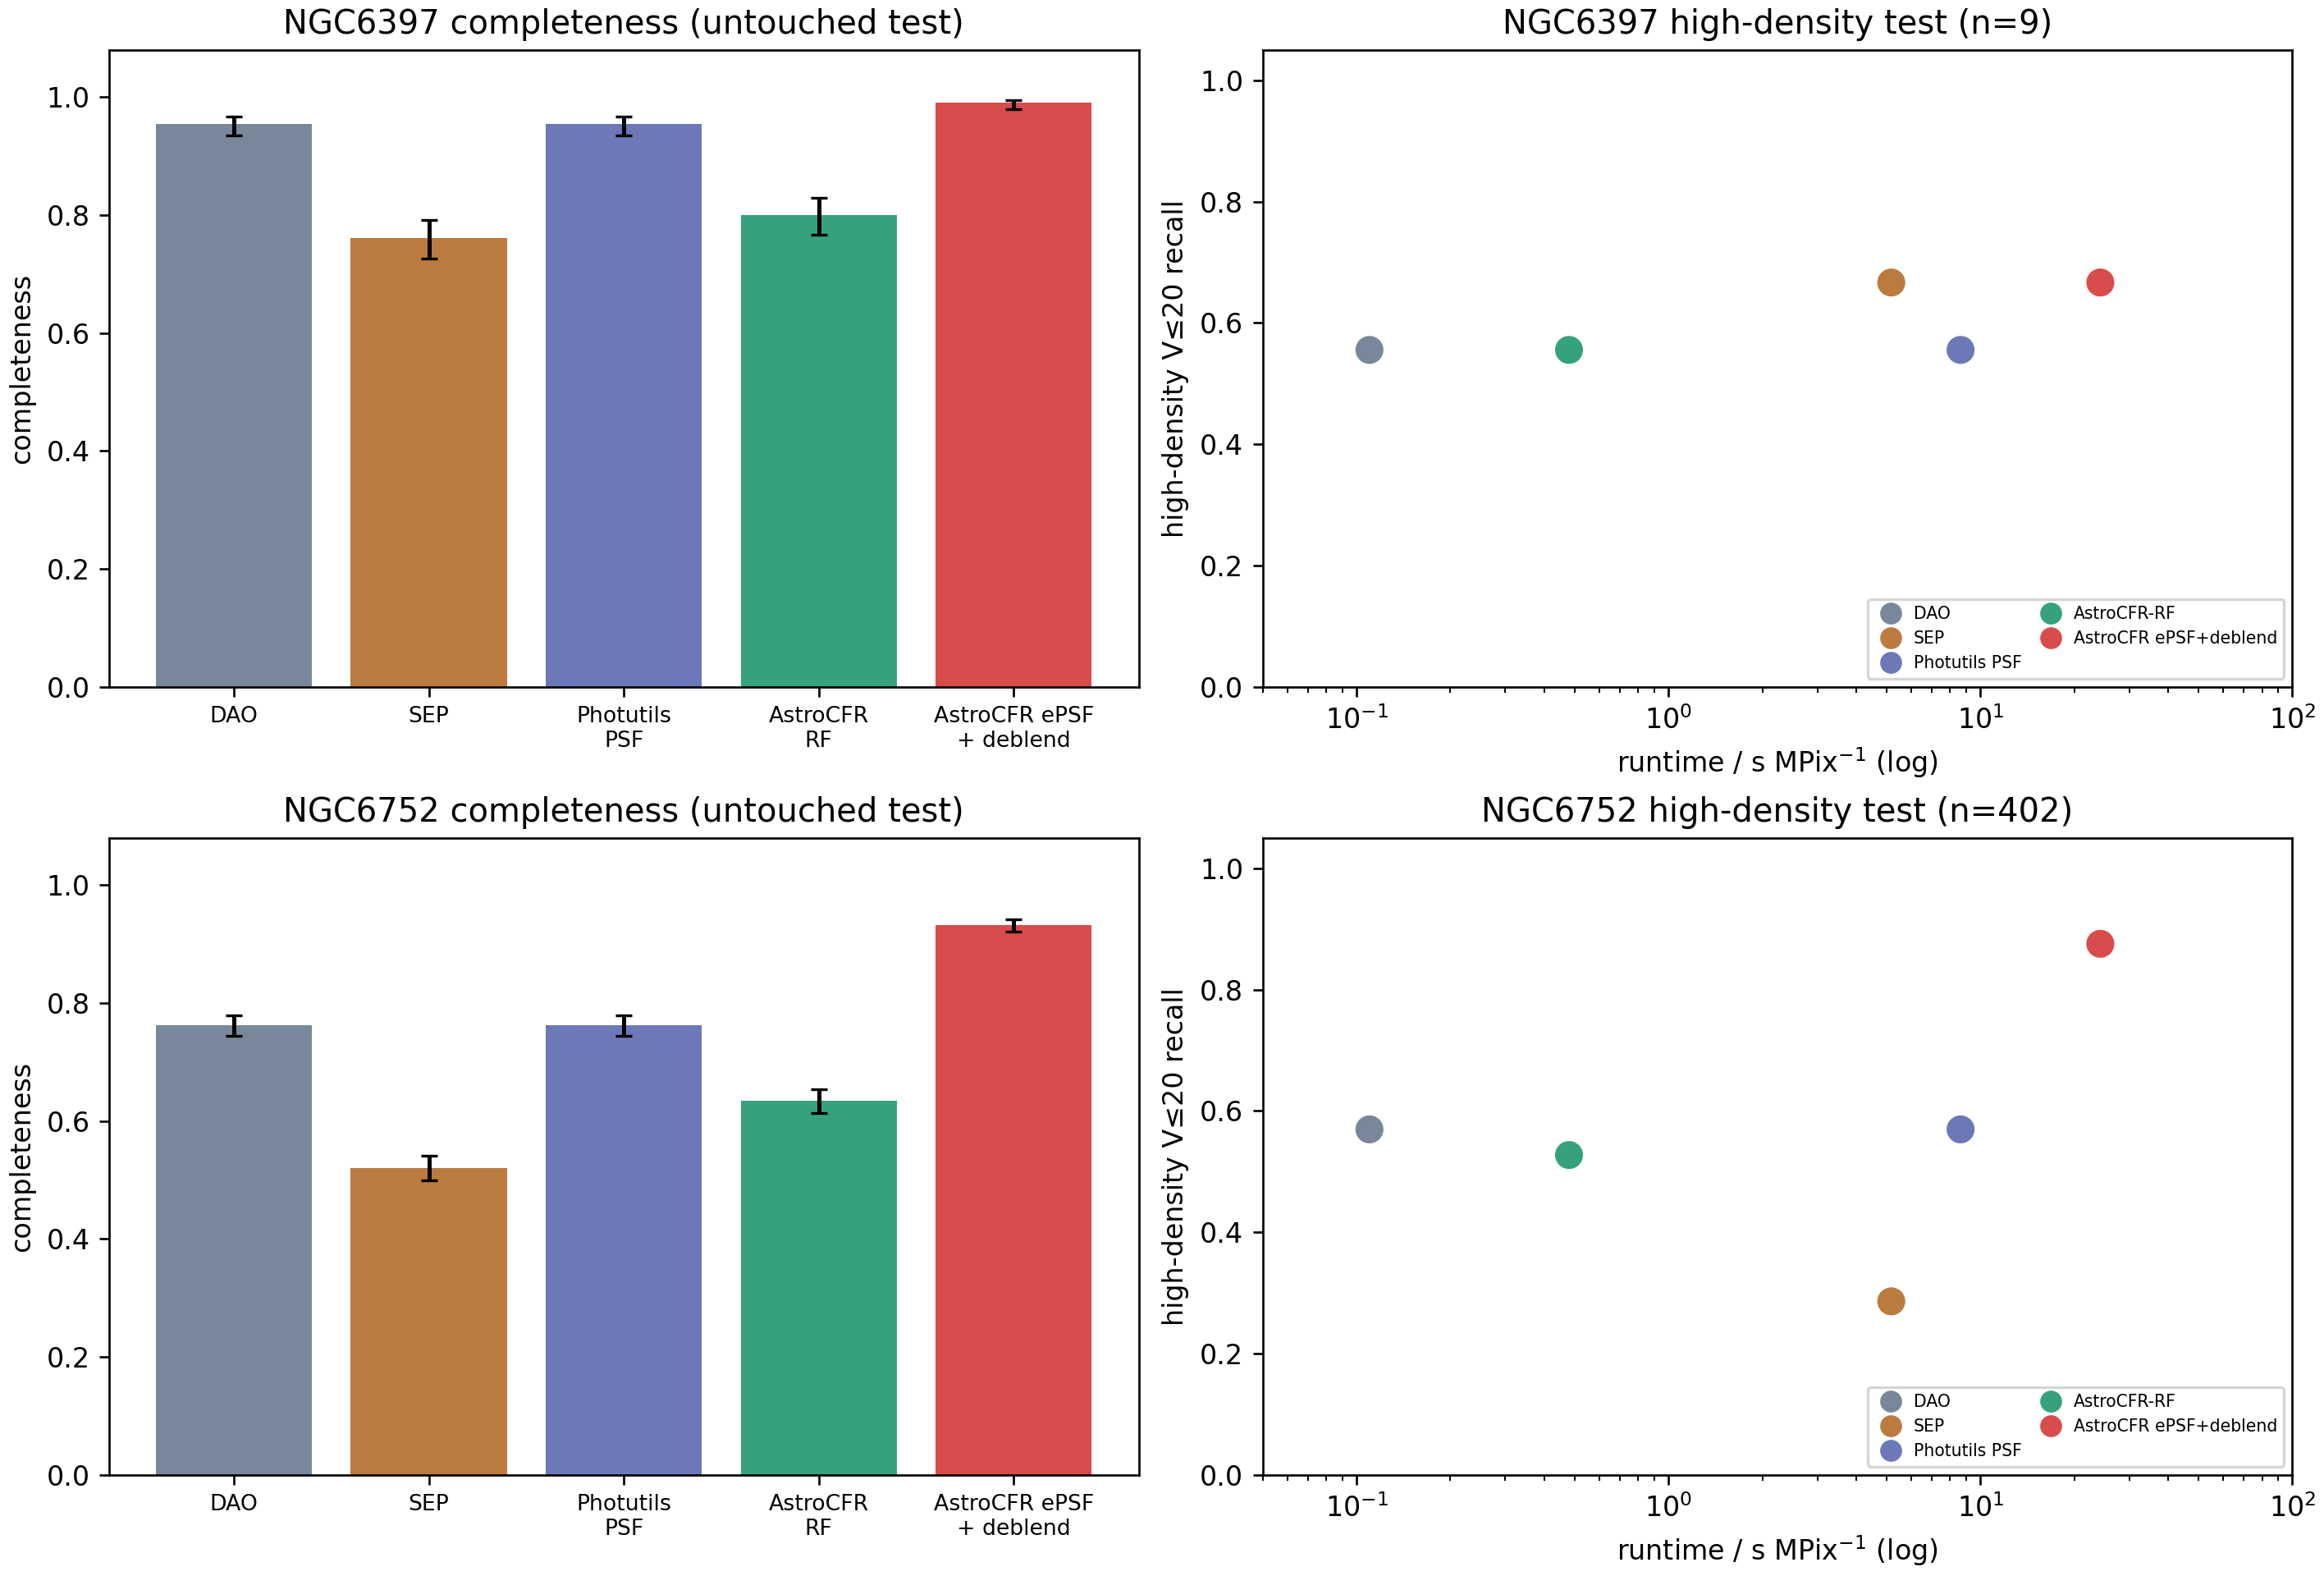 NGC6397 completeness (untouched test)
completeness
1.0
0.8
0.6
0.4
0.2
0.0
DAO
SEP
Photutils
PSF
AstroCFR
RF
AstroCFR ePSF
+ deblend
NGC6397 high-density test (n=9)
high-density V≤20 recall
1.0
0.8
0.6
0.4
0.2
0.0
DAO
SEP
Photutils PSF
AstroCFR-RF
AstroCFR ePSF+deblend
10⁻¹
10⁰
10¹
10²
runtime / s MPix⁻¹ (log)
NGC6752 completeness (untouched test)
completeness
1.0
0.8
0.6
0.4
0.2
0.0
DAO
SEP
Photutils
PSF
AstroCFR
RF
AstroCFR ePSF
+ deblend
NGC6752 high-density test (n=402)
high-density V≤20 recall
1.0
0.8
0.6
0.4
0.2
0.0
DAO
SEP
Photutils PSF
AstroCFR-RF
AstroCFR ePSF+deblend
10⁻¹
10⁰
10¹
10²
runtime / s MPix⁻¹ (log)